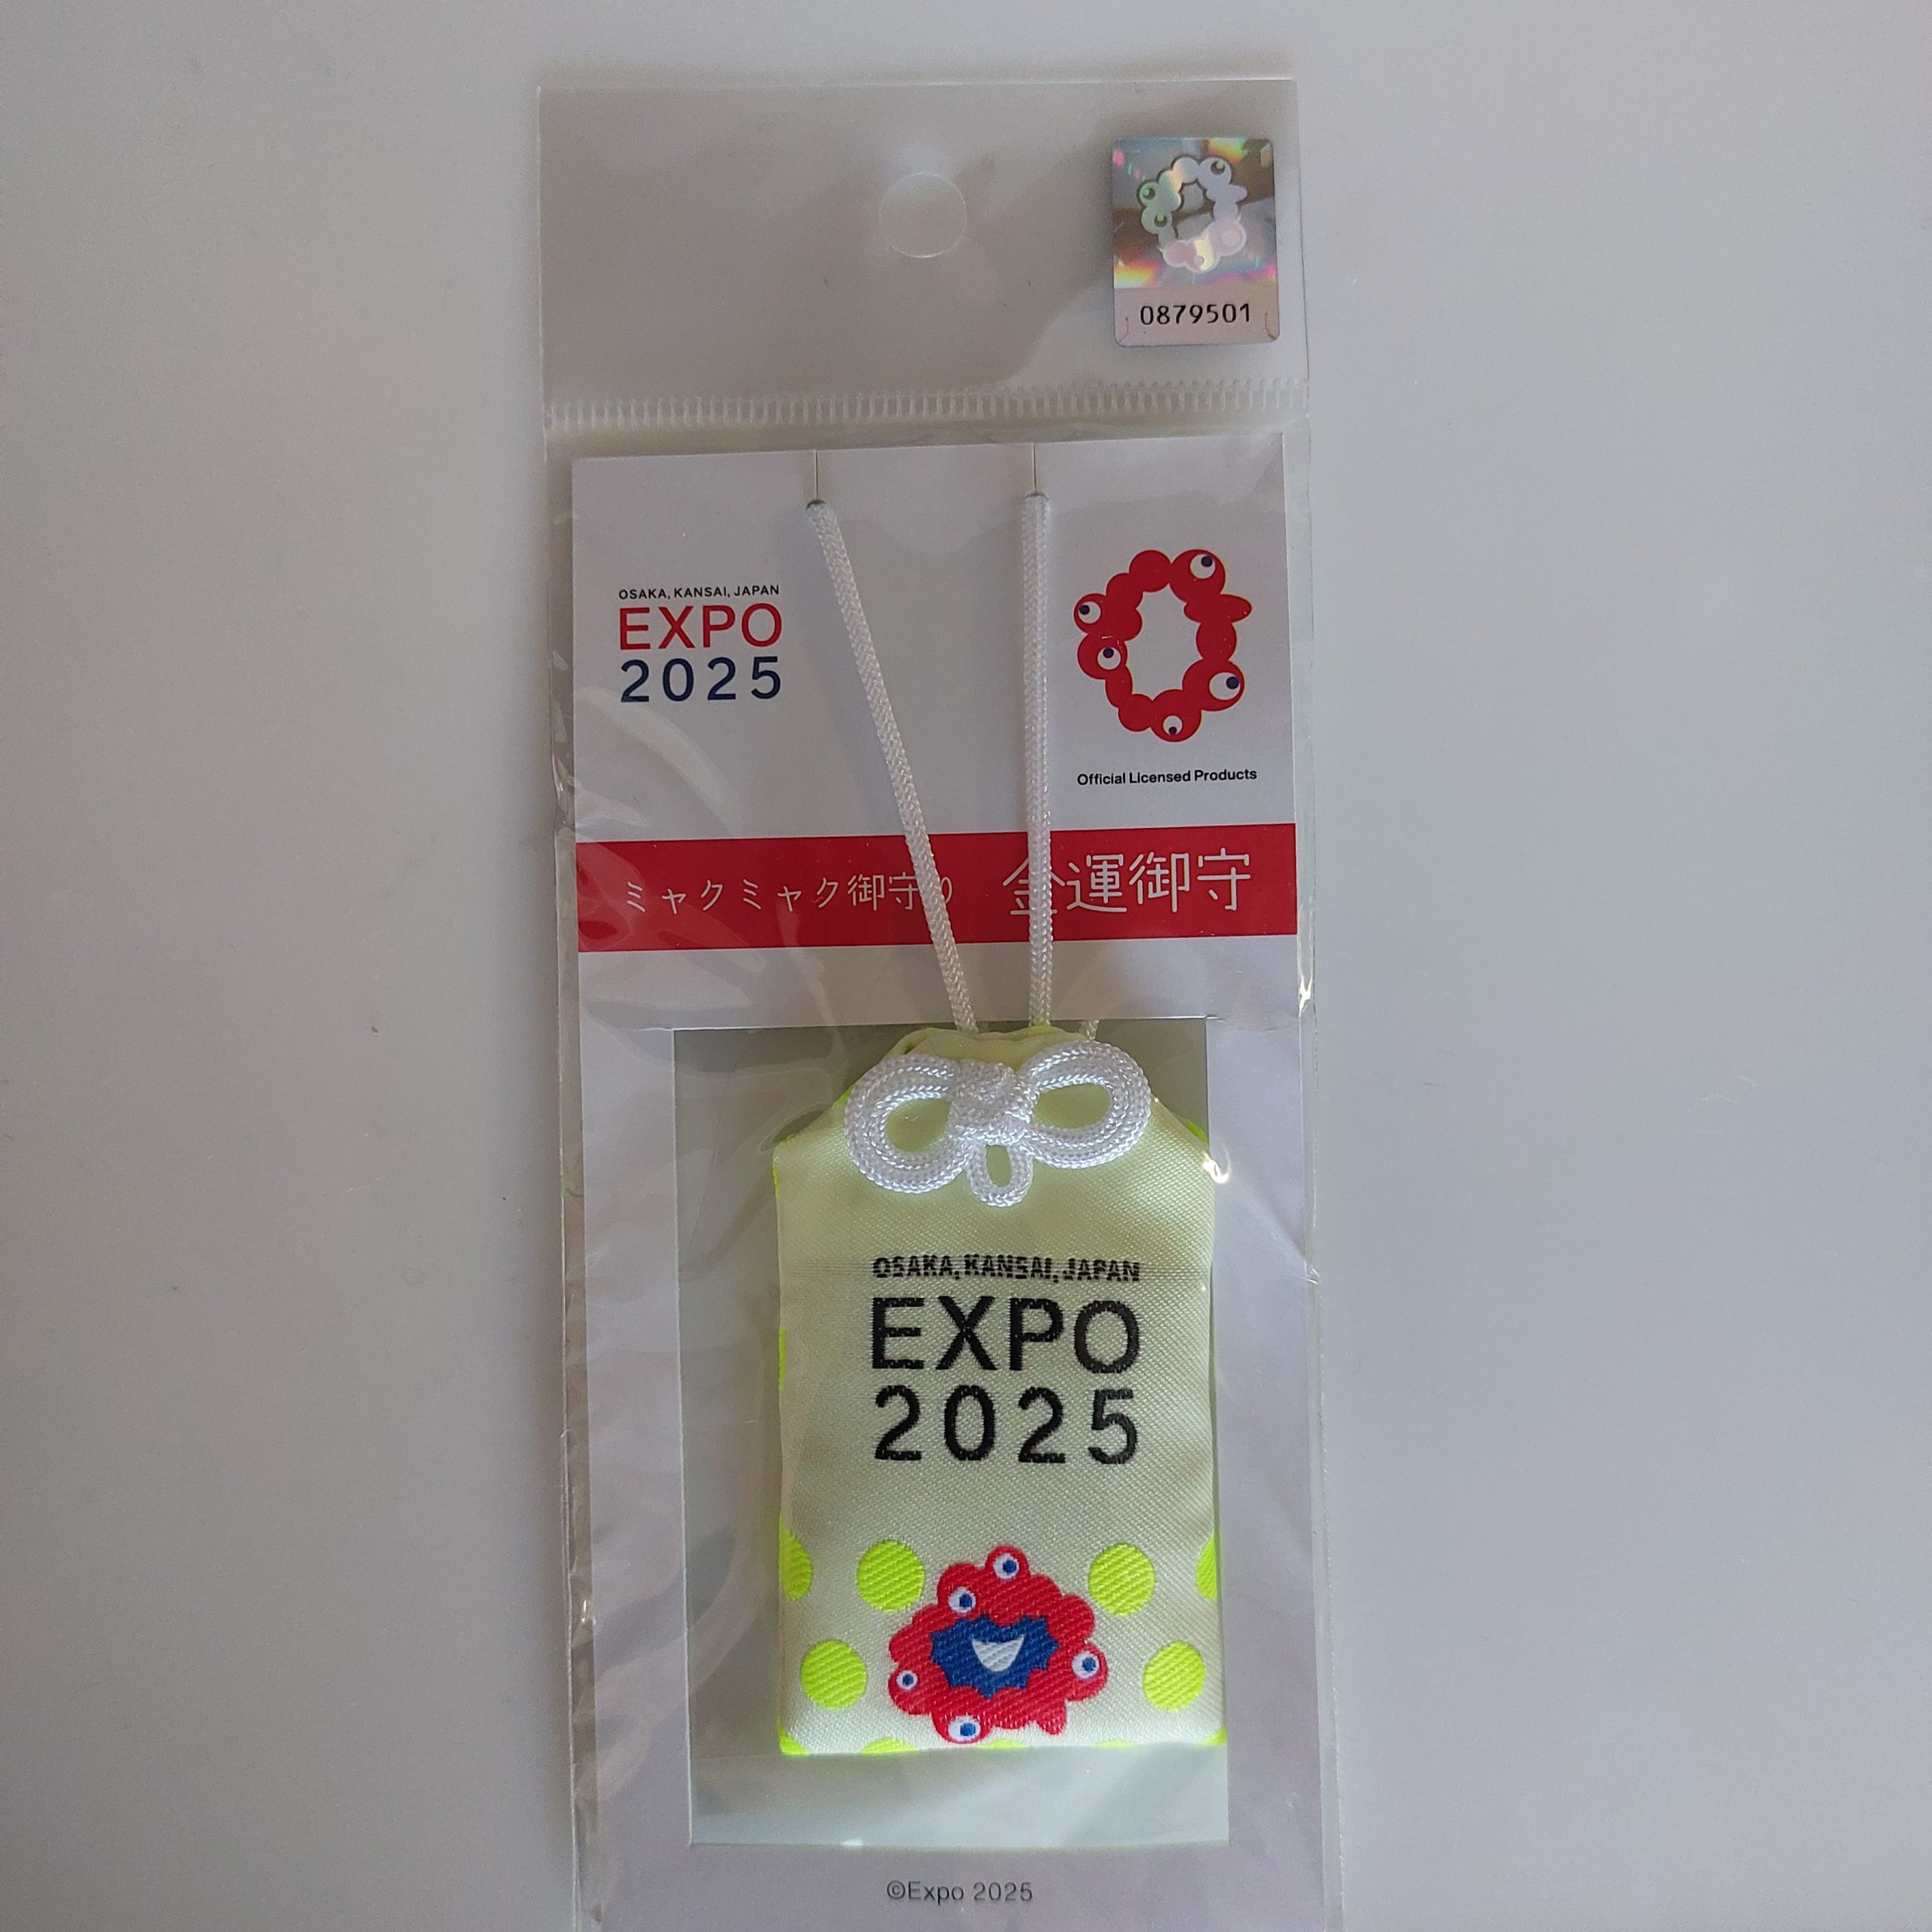 0879501
OSAKA, KANSAI, JAPAN
EXPO
2025
Official Licensed Products
ミャクミャク御守り 金運御守
OSAKA, KANSAI, JAPAN
EXPO
2025
©Expo 2025